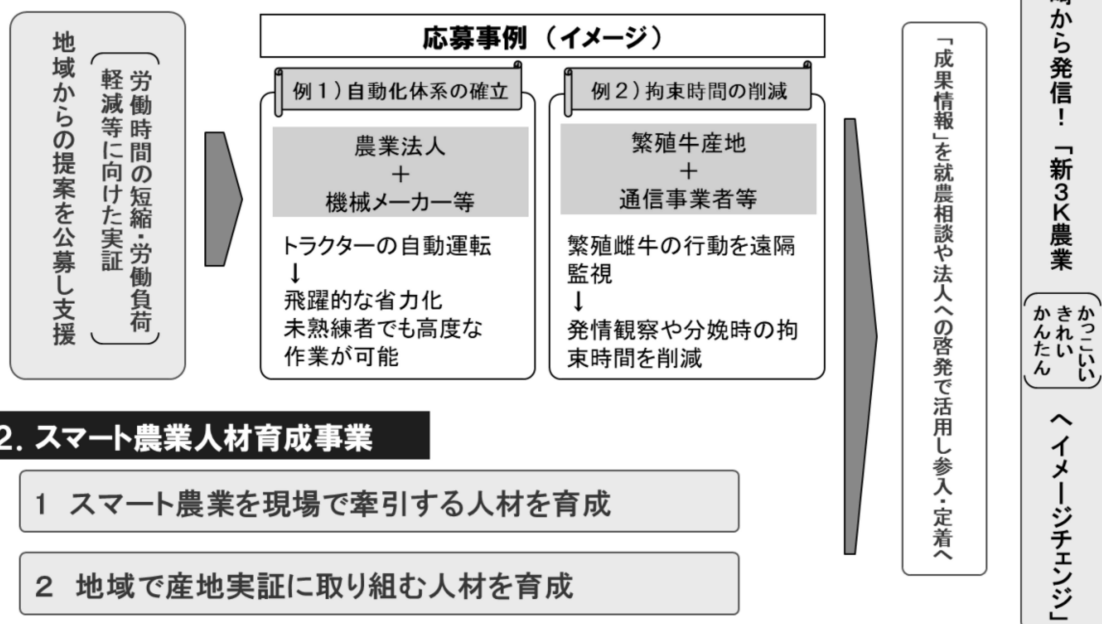 地域からの提案を公募し支援
労働時間の短縮・労働負荷
軽減等に向けた実証
応募事例 (イメージ)
例1)自動化体系の確立
農業法人
+
機械メーカー等
トラクターの自動運転
↓
飛躍的な省力化
未熟練者でも高度な
作業が可能
例2)拘束時間の削減
繁殖牛産地
+
通信事業者等
繁殖雌牛の行動を遠隔
監視
↓
発情観察や分娩時の拘
束時間を削減
「成果情報」を就農相談や法人への啓発で活用し参入・定着へ
から発信!「新3K農業
かっこいい
きれい
かんたん
へイメージチェンジ」
2. スマート農業人材育成事業
1 スマート農業を現場で牽引する人材を育成
2 地域で産地実証に取り組む人材を育成